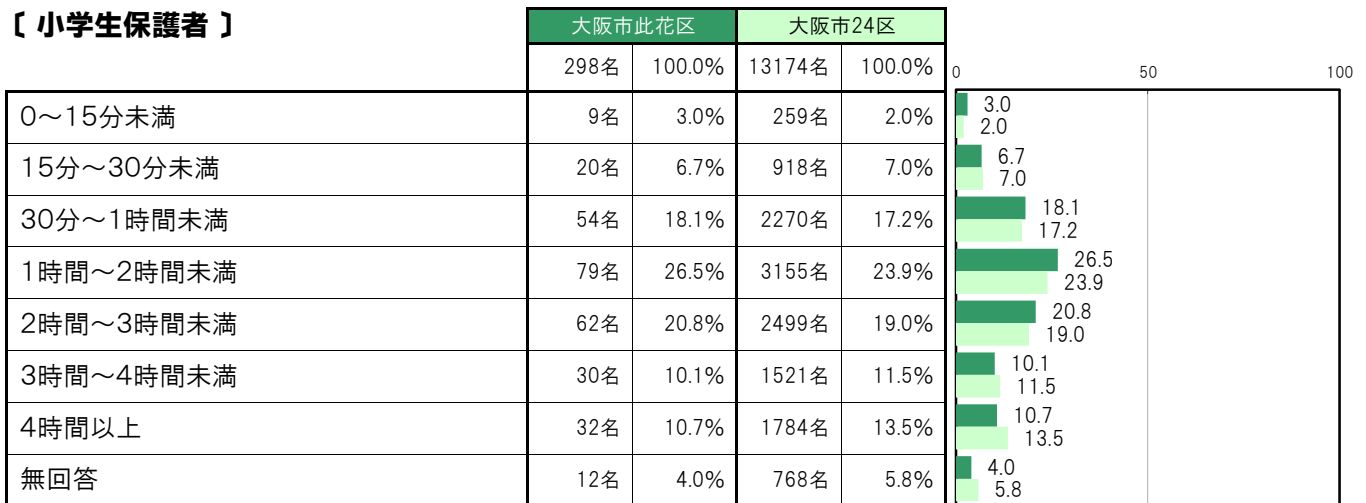 〔 小学生保護者 〕
大阪市此花区 大阪市24区
298名 100.0% 13174名 100.0% 0 50 100
0～15分未満 9名 3.0% 259名 2.0% 3.0
2.0
15分～30分未満 20名 6.7% 918名 7.0% 6.7
7.0
30分～1時間未満 54名 18.1% 2270名 17.2% 18.1
17.2
1時間～2時間未満 79名 26.5% 3155名 23.9% 26.5
23.9
2時間～3時間未満 62名 20.8% 2499名 19.0% 20.8
19.0
3時間～4時間未満 30名 10.1% 1521名 11.5% 10.1
11.5
4時間以上 32名 10.7% 1784名 13.5% 10.7
13.5
無回答 12名 4.0% 768名 5.8% 4.0
5.8